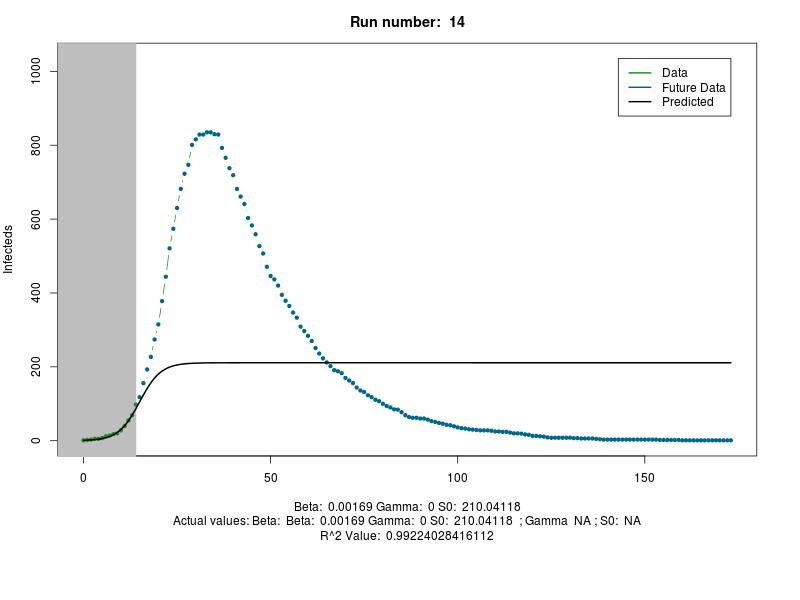 Run number: 14
Data
Future Data
Predicted
Infecteds
1000
800
600
400
200
0
0 50 100 150
Beta: 0.00169 Gamma: 0 S0: 210.04118
Actual values: Beta: Beta: 0.00169 Gamma: 0 S0: 210.04118 ; Gamma NA ; S0: NA
R^2 Value: 0.99224028416112